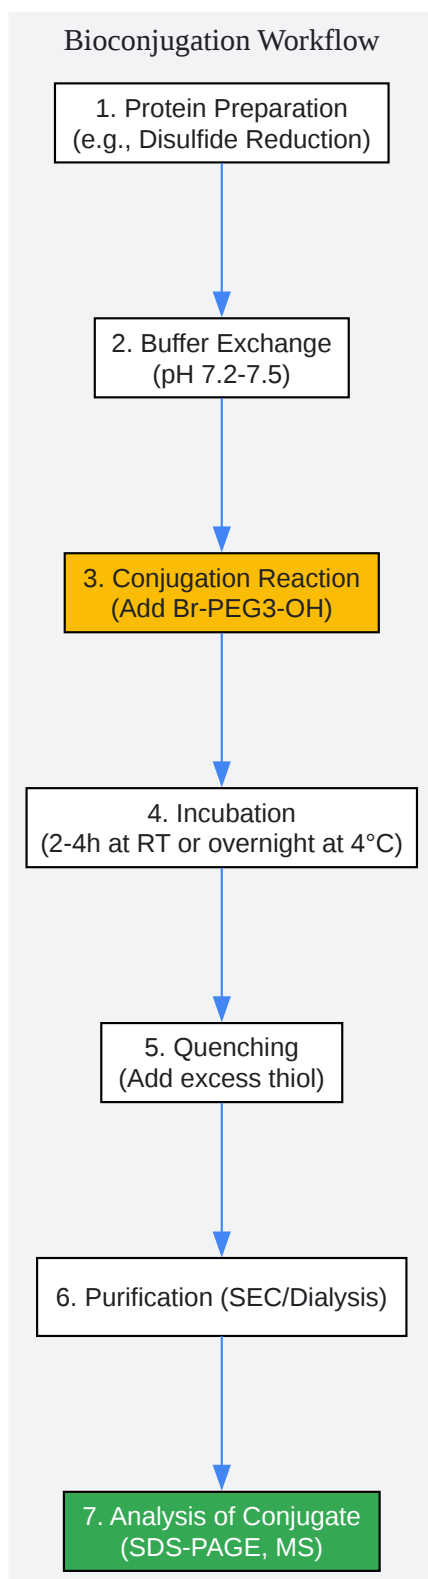 Bioconjugation Workflow
1. Protein Preparation
(e.g., Disulfide Reduction)
2. Buffer Exchange
(pH 7.2-7.5)
3. Conjugation Reaction
(Add Br-PEG3-OH)
4. Incubation
(2-4h at RT or overnight at 4°C)
5. Quenching
(Add excess thiol)
6. Purification (SEC/Dialysis)
7. Analysis of Conjugate
(SDS-PAGE, MS)